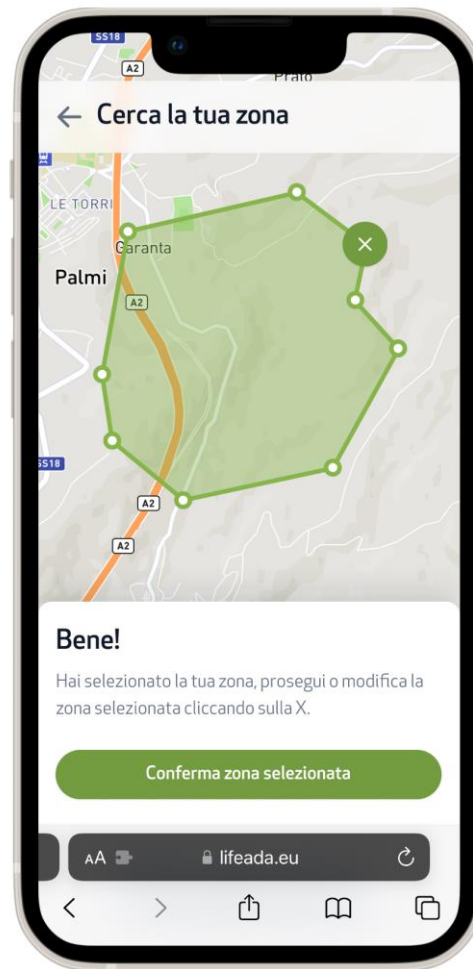 SS18
A2
Praio
Cerca la tua zona
LE TORRI
Garanta
Palmi
A2
SS18
A2
A2
Bene!
Hai selezionato la tua zona, prosegui o modifica la
zona selezionata cliccando sulla X.
Conferma zona selezionata
AA
lifeada.eu